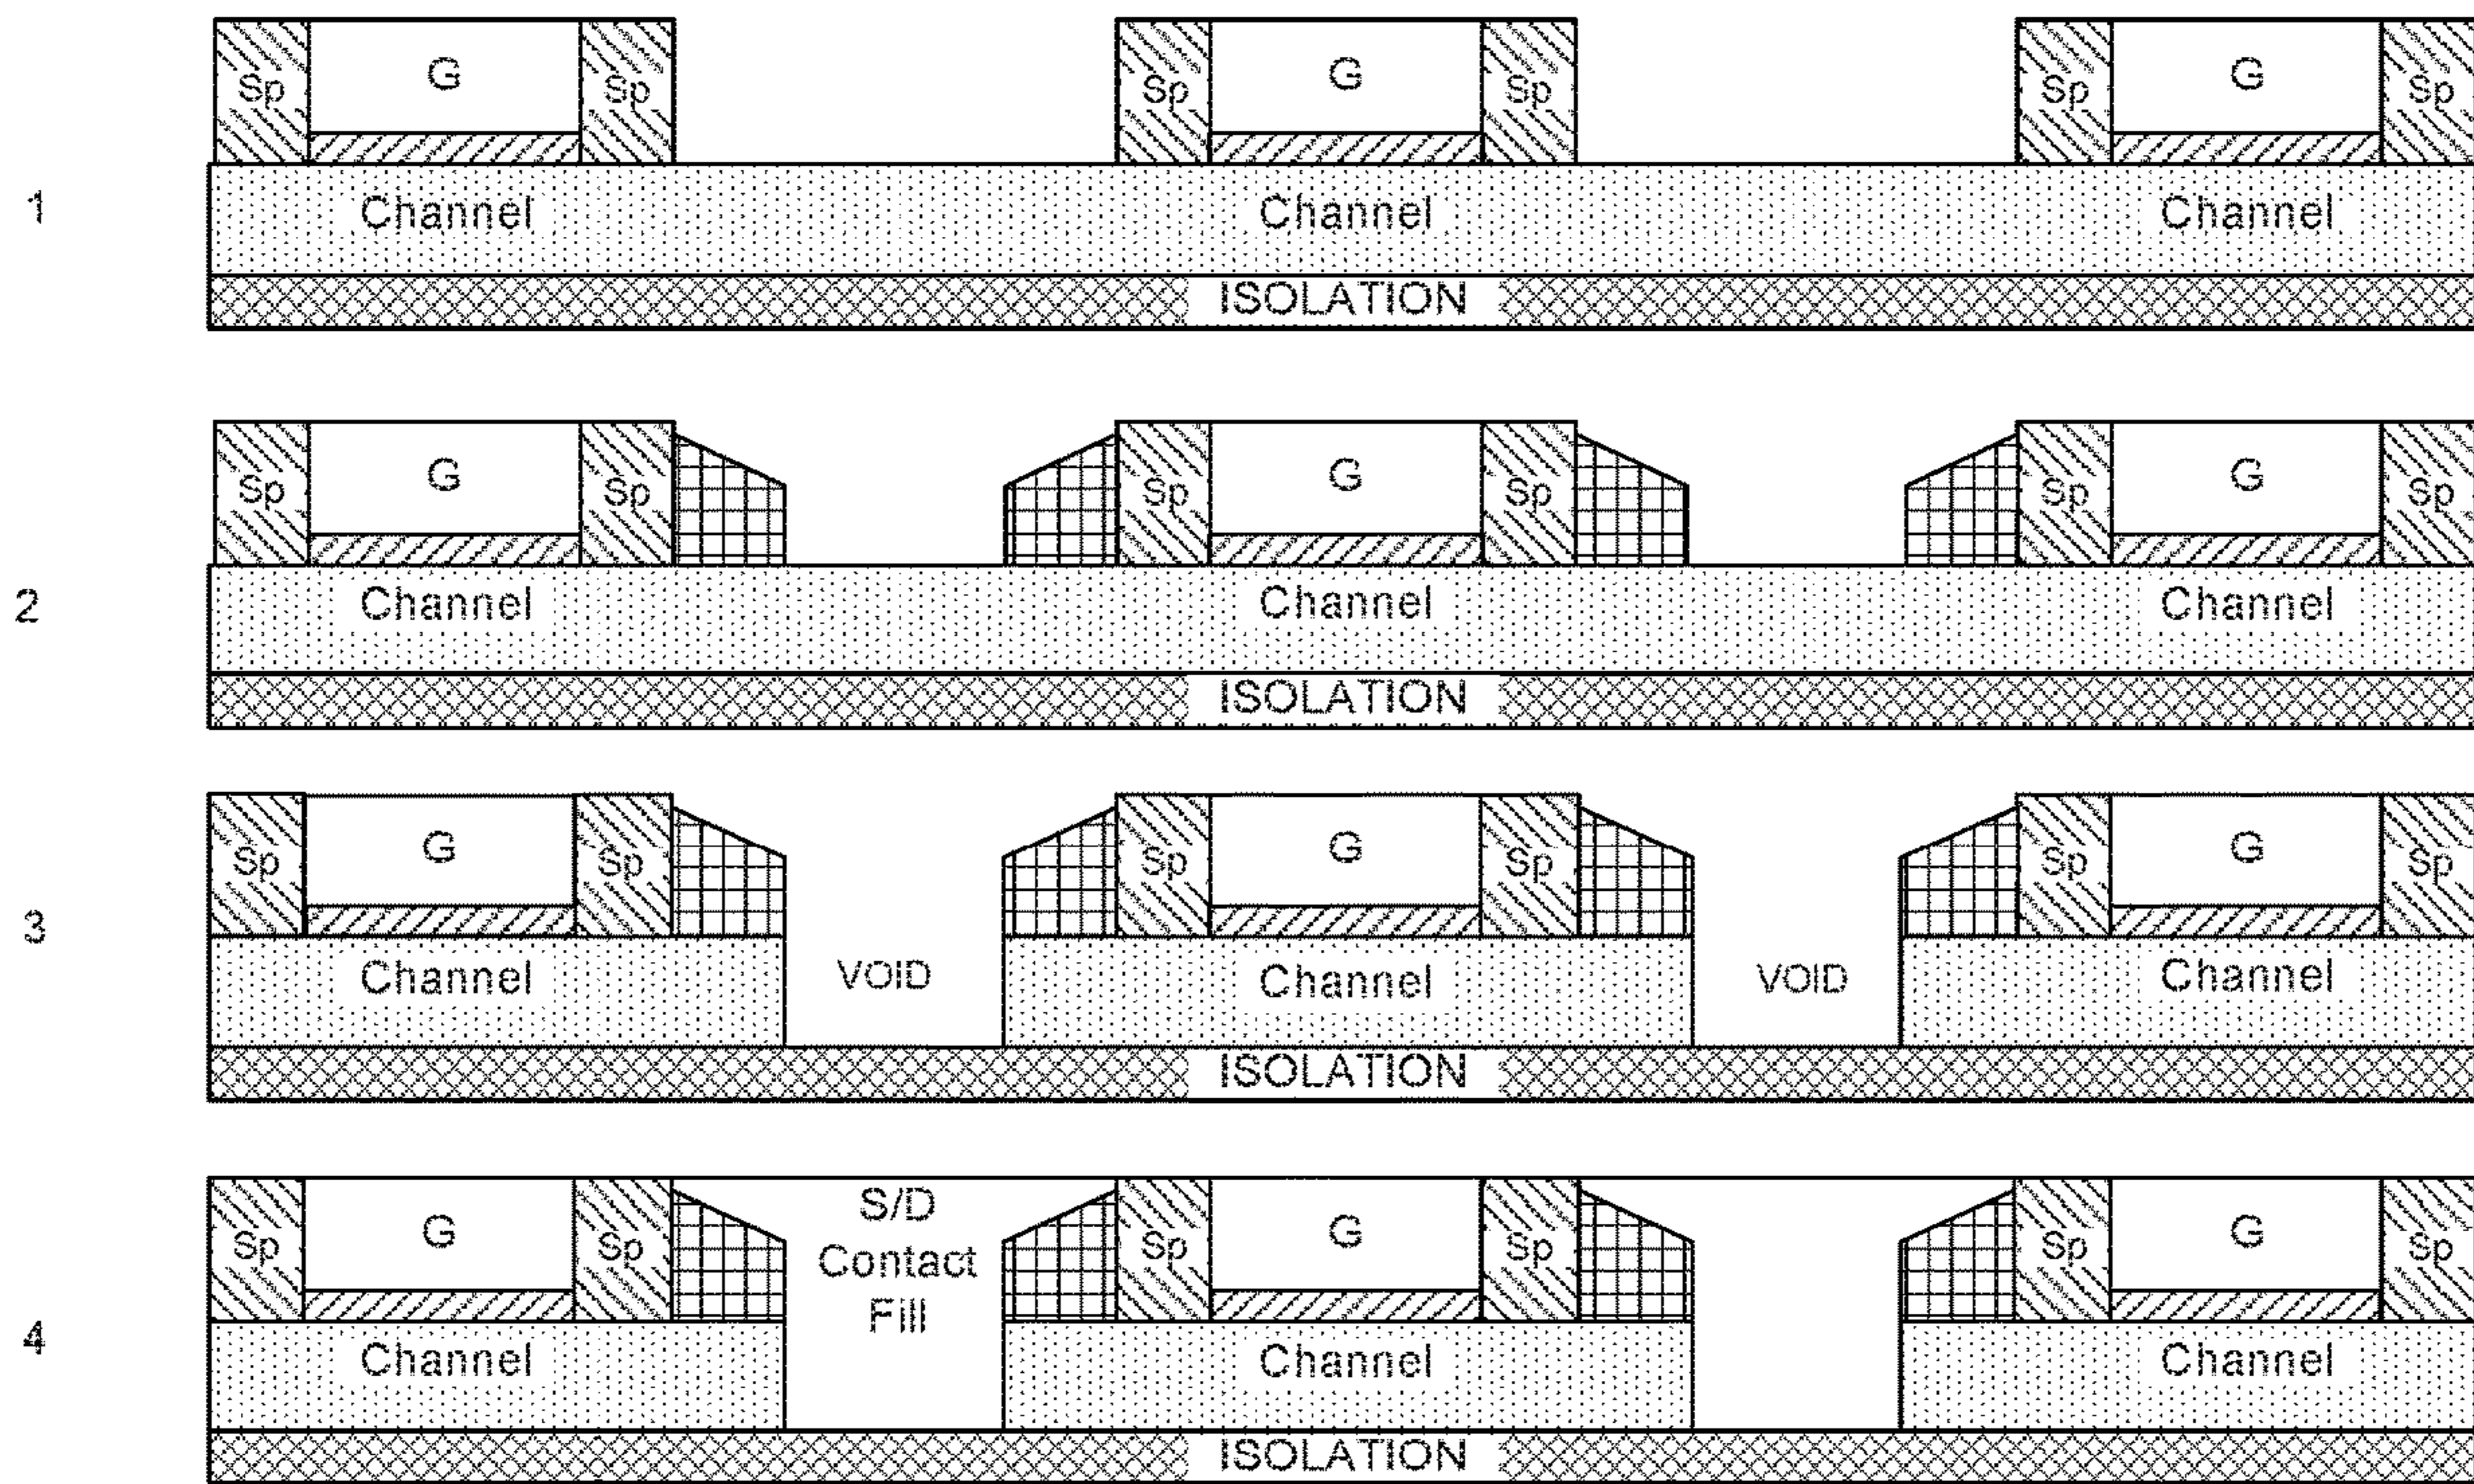 Sp G Sp Sp G Sp Sp G Sp
1 Channel Channel Channel
ISOLATION
Sp G Sp Sp G Sp Sp G Sp
2 Channel Channel Channel
ISOLATION
Sp G Sp Sp G Sp Sp G Sp
3 Channel VOID Channel VOID Channel
ISOLATION
S/D
Sp G Sp Contact Sp G Sp Sp G Sp
Fill
4 Channel Channel Channel
ISOLATION